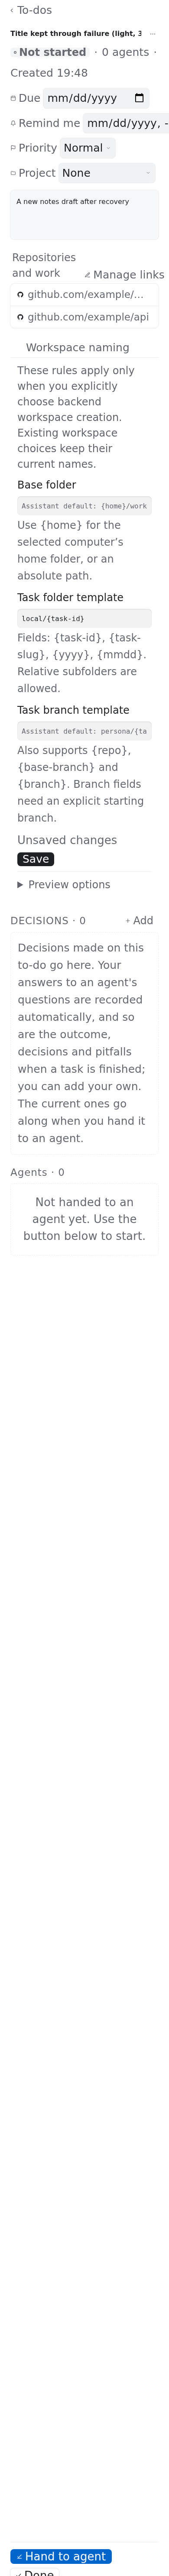 ‹ To-dos
Title kept through failure (light, 3 ...
Not started · 0 agents ·
Created 19:48
Due mm/dd/yyyy
Remind me mm/dd/yyyy, -
Priority Normal
Project None
A new notes draft after recovery
Repositories and work
Manage links
github.com/example/...
github.com/example/api
Workspace naming
These rules apply only
when you explicitly
choose backend
workspace creation.
Existing workspace
choices keep their
current names.
Base folder
Assistant default: {home}/work
Use {home} for the
selected computer's
home folder, or an
absolute path.
Task folder template
local/{task-id}
Fields: {task-id}, {task-
slug}, {yyyy}, {mmdd}.
Relative subfolders are
allowed.
Task branch template
Assistant default: persona/{ta
Also supports {repo},
{base-branch} and
{branch}. Branch fields
need an explicit starting
branch.
Unsaved changes
Save
▶ Preview options
DECISIONS · 0 + Add
Decisions made on this
to-do go here. Your
answers to an agent's
questions are recorded
automatically, and so
are the outcome,
decisions and pitfalls
when a task is finished;
you can add your own.
The current ones go
along when you hand it
to an agent.
Agents · 0
Not handed to an
agent yet. Use the
button below to start.
Hand to agent
Done